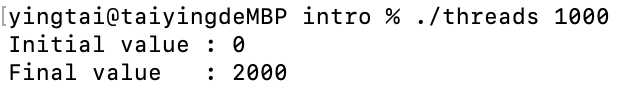 [yingtai@taiyingdeMBP intro % ./threads 1000
Initial value : 0
Final value   : 2000